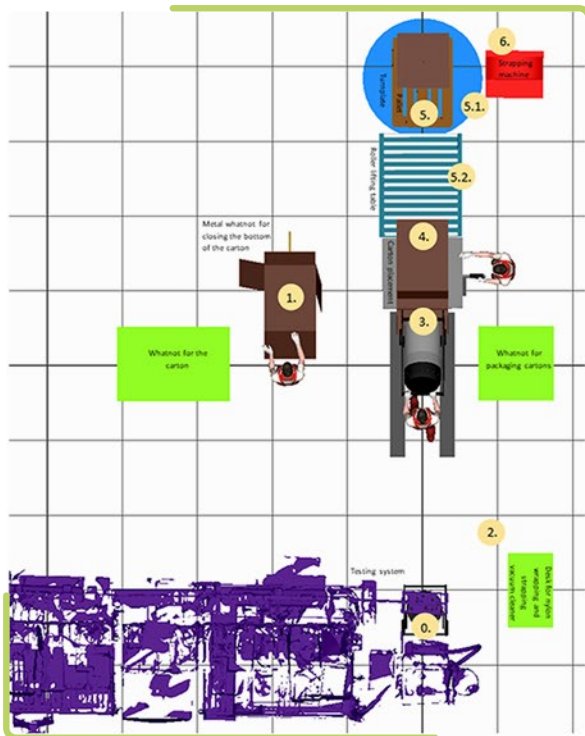 6.
Strapping
machine
Turnplate
Pallet
5.
5.1.
5.2.
Roller lifting table
Metal whatnot for
closing the bottom
of the carton
4.
Carton placement
1.
3.
Whatnot for the
carton
Whatnot for
packaging cartons
2.
Testing system
Desk for nylon
wrapping and
strapping
vacuum cleaner
0.